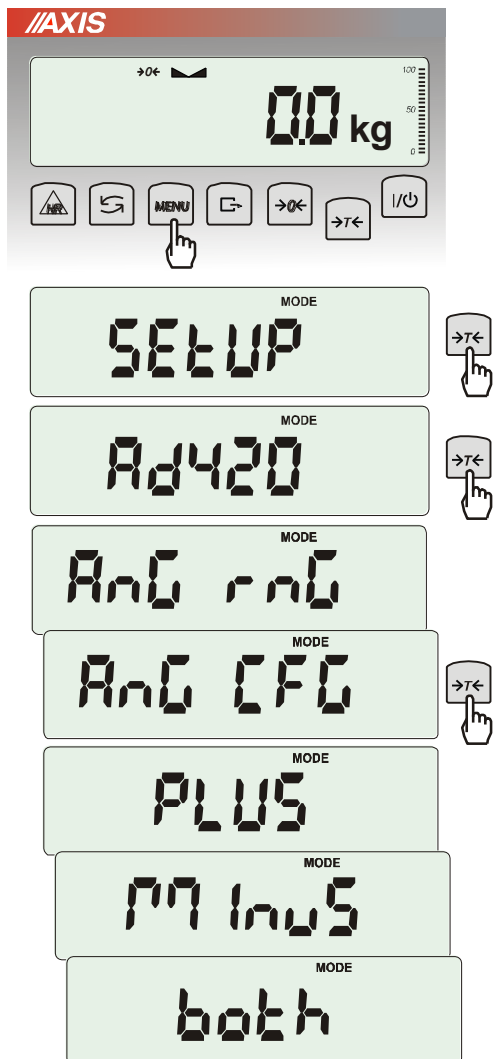 //AXIS
→0← 100
50
0.0 kg
0
HR MENU →0← →T← I/⏻
MODE
SEtUP
→T←
MODE
Ad420
→T←
MODE
AnG rnG
MODE
AnG CFG
→T←
MODE
PLUS
MODE
MInuS
MODE
both